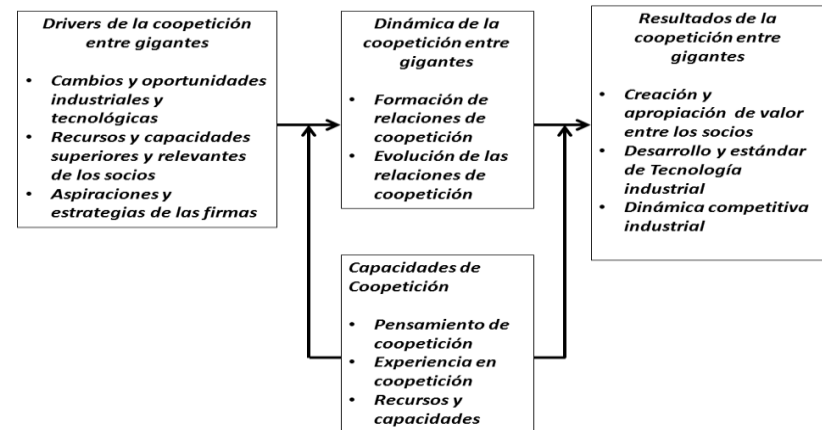 Drivers de la coopetición
entre gigantes
• Cambios y oportunidades
industriales y
tecnológicas
• Recursos y capacidades
superiores y relevantes
de los socios
• Aspiraciones y
estrategias de las firmas
Dinámica de la
coopetición entre
gigantes
• Formación de
relaciones de
coopetición
• Evolución de las
relaciones de
coopetición
Resultados de la
coopetición entre
gigantes
• Creación y
apropiación de valor
entre los socios
• Desarrollo y estándar
de Tecnología
industrial
• Dinámica competitiva
industrial
Capacidades de
Coopetición
• Pensamiento de
coopetición
• Experiencia en
coopetición
• Recursos y
capacidades